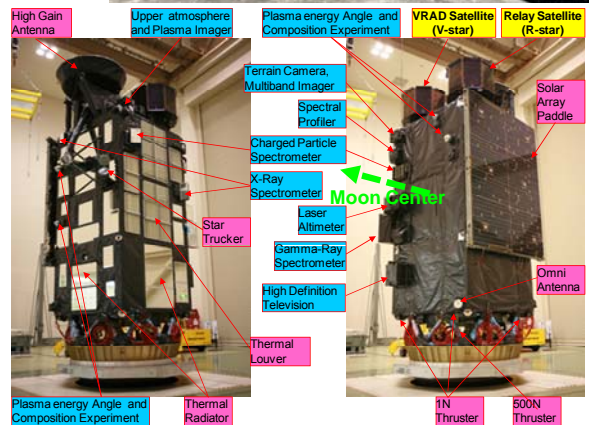 High Gain
Antenna
Upper atmosphere
and Plasma Imager
Plasma energy Angle and
Composition Experiment
VRAD Satellite
(V-star)
Relay Satellite
(R-star)
Terrain Camera,
Multiband Imager
Solar
Array
Paddle
Spectral
Profiler
Charged Particle
Spectrometer
X-Ray
Spectrometer
Moon Center
Star
Trucker
Laser
Altimeter
Gamma-Ray
Spectrometer
Omni
Antenna
High Definition
Television
Thermal
Louver
Plasma energy Angle and
Composition Experiment
Thermal
Radiator
1N
Thruster
500N
Thruster